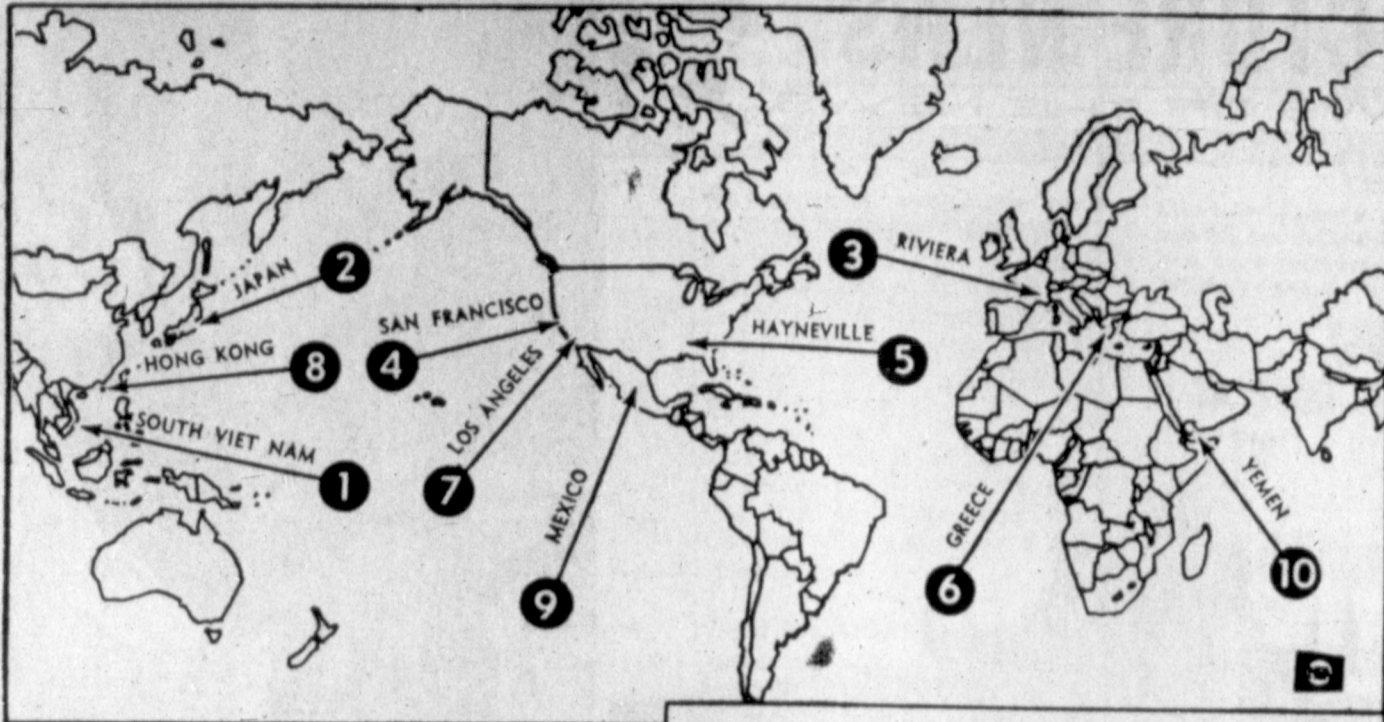 2
JAPAN
3
RIVIERA
SAN FRANCISCO
4
HAYNEVILLE
5
HONG KONG
8
LOS ANGELES
7
SOUTH VIET NAM
1
MEXICO
9
GREECE
6
YEMEN
10